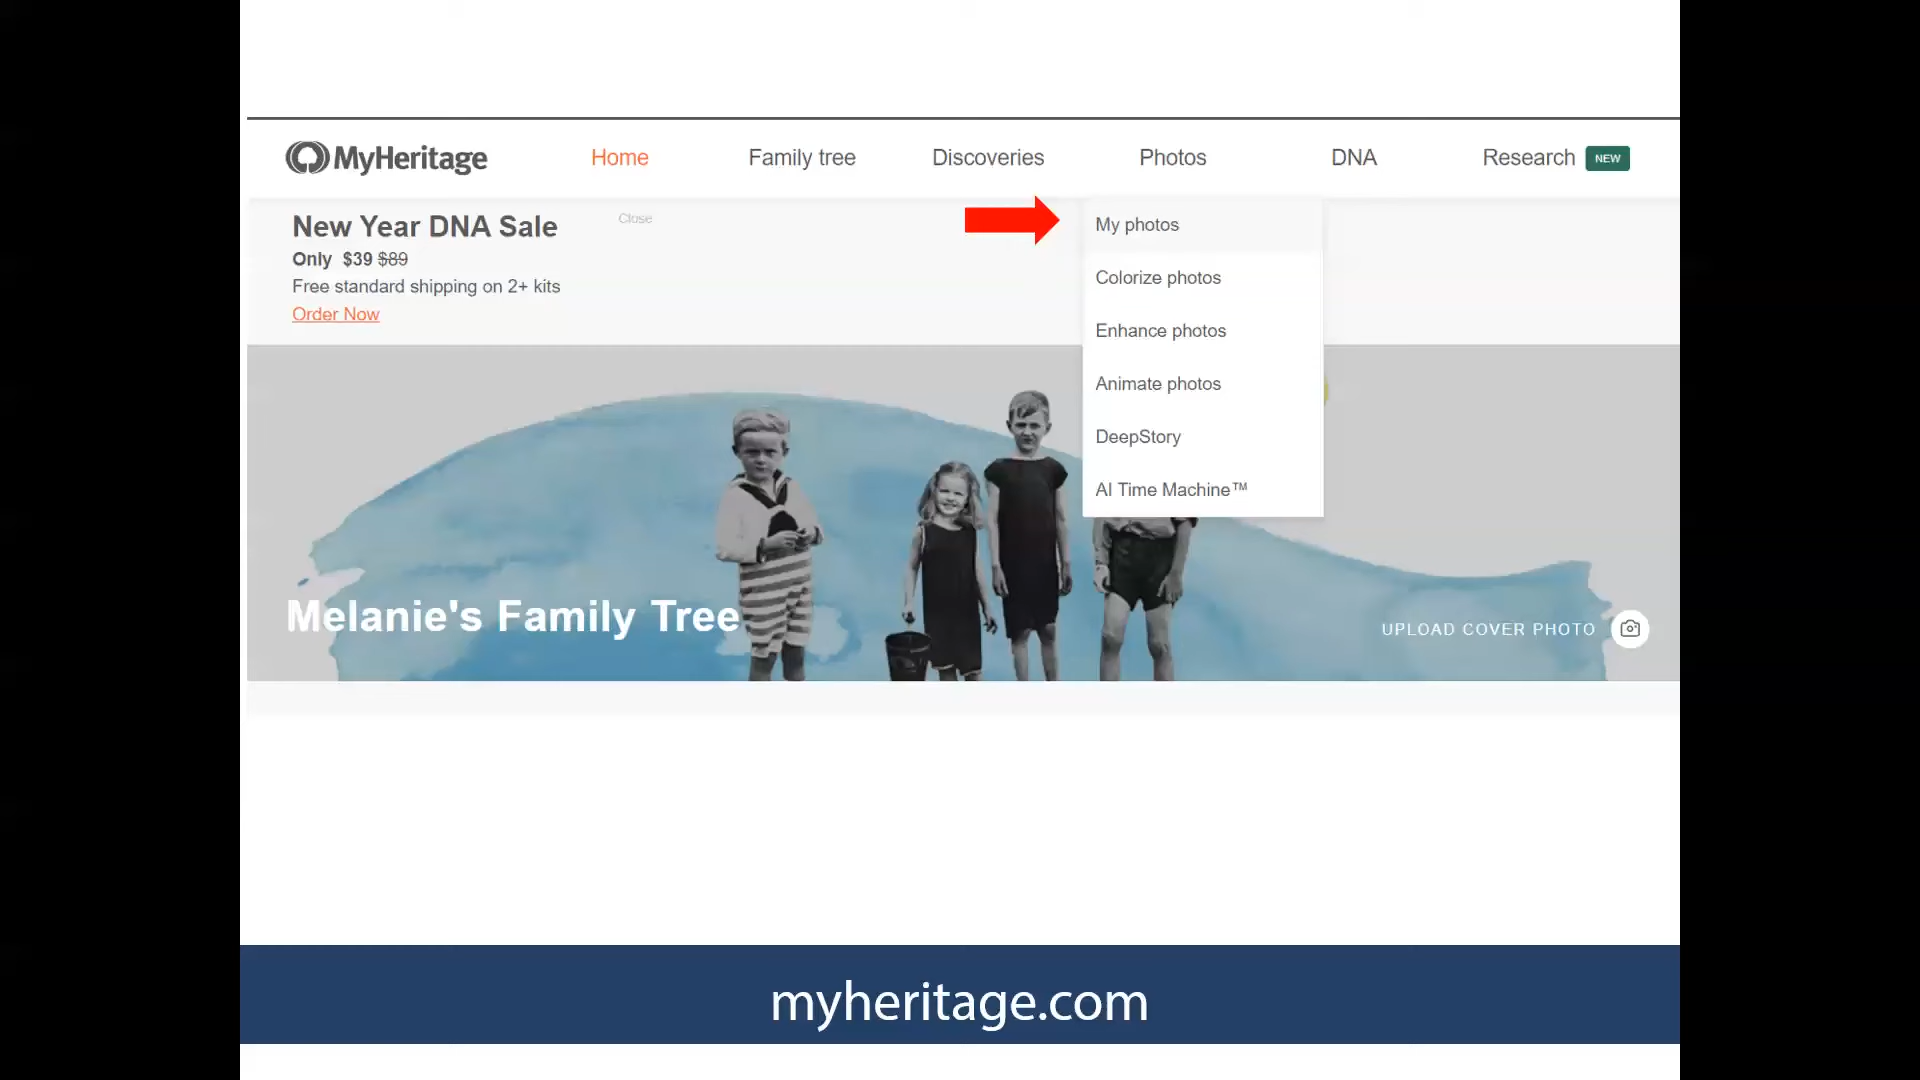 MyHeritage Home Family tree Discoveries Photos DNA Research NEW
New Year DNA Sale
Close
Only $39 $89
Free standard shipping on 2+ kits
Order Now
My photos
Colorize photos
Enhance photos
Animate photos
DeepStory
AI Time Machine™
Melanie's Family Tree
UPLOAD COVER PHOTO
myheritage.com